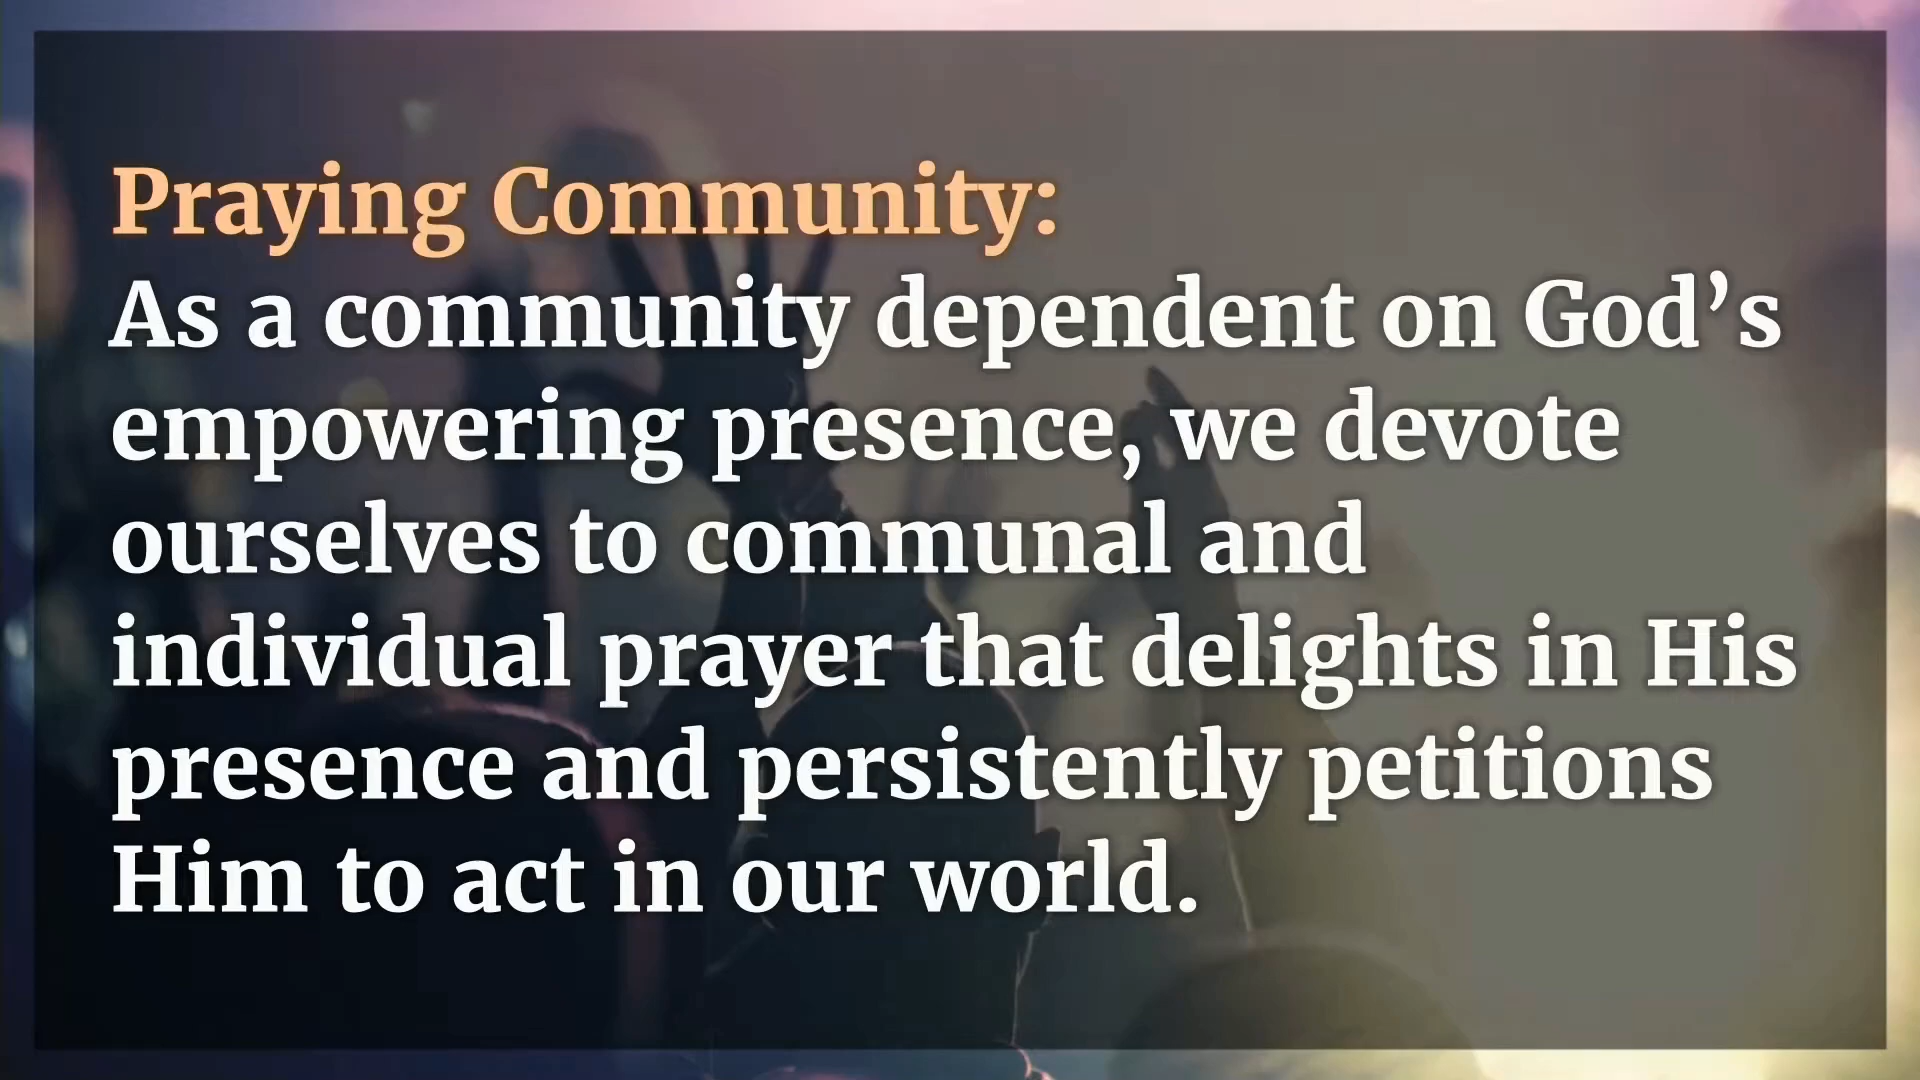 Praying Community:
As a community dependent on God’s
empowering presence, we devote
ourselves to communal and
individual prayer that delights in His
presence and persistently petitions
Him to act in our world.